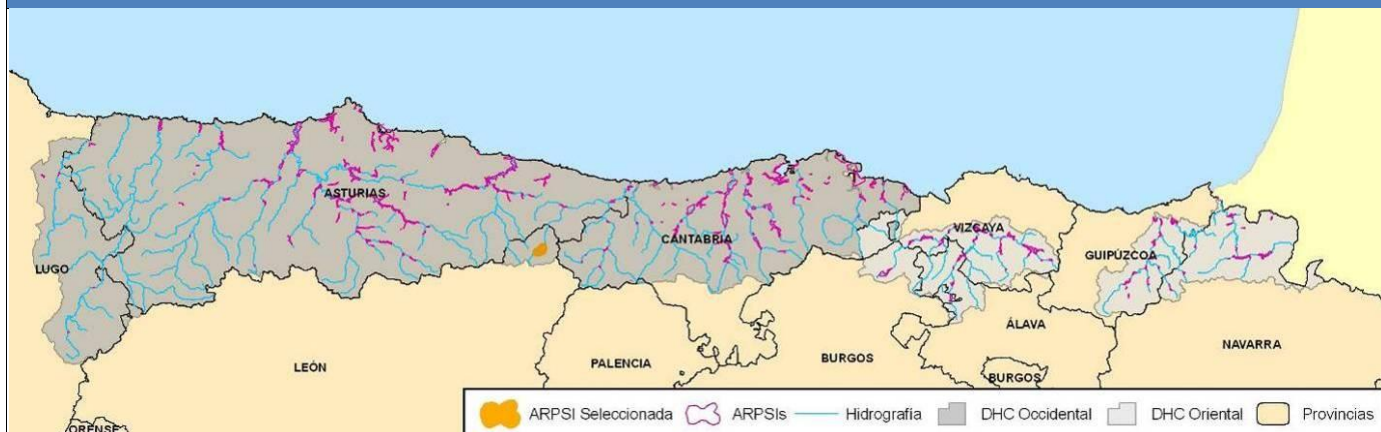 ASTURIAS
LUGO
CANTABRIA
VIZCAYA
GUIPÚZCOA
ÁLAVA
NAVARRA
LEÓN
PALENCIA
BURGOS
BURGOS
ORENSE
ARPSI Seleccionada ARPSIs Hidrografía DHC Occidental DHC Oriental Provincias